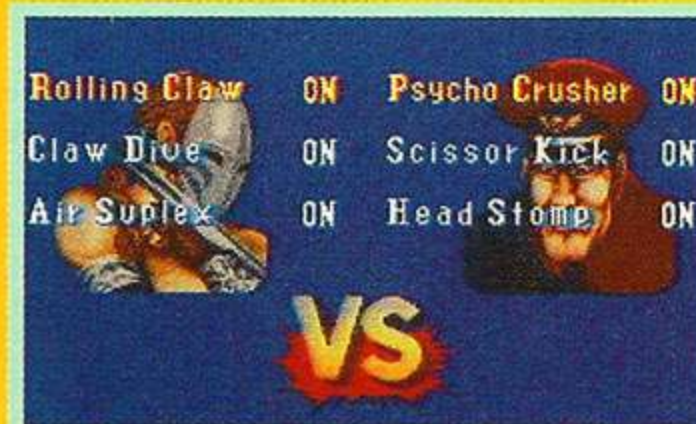 Rolling Claw ON Psycho Crusher ON
Claw Dive ON Scissor Kick ON
Air Suplex ON Head Stomp ON
VS